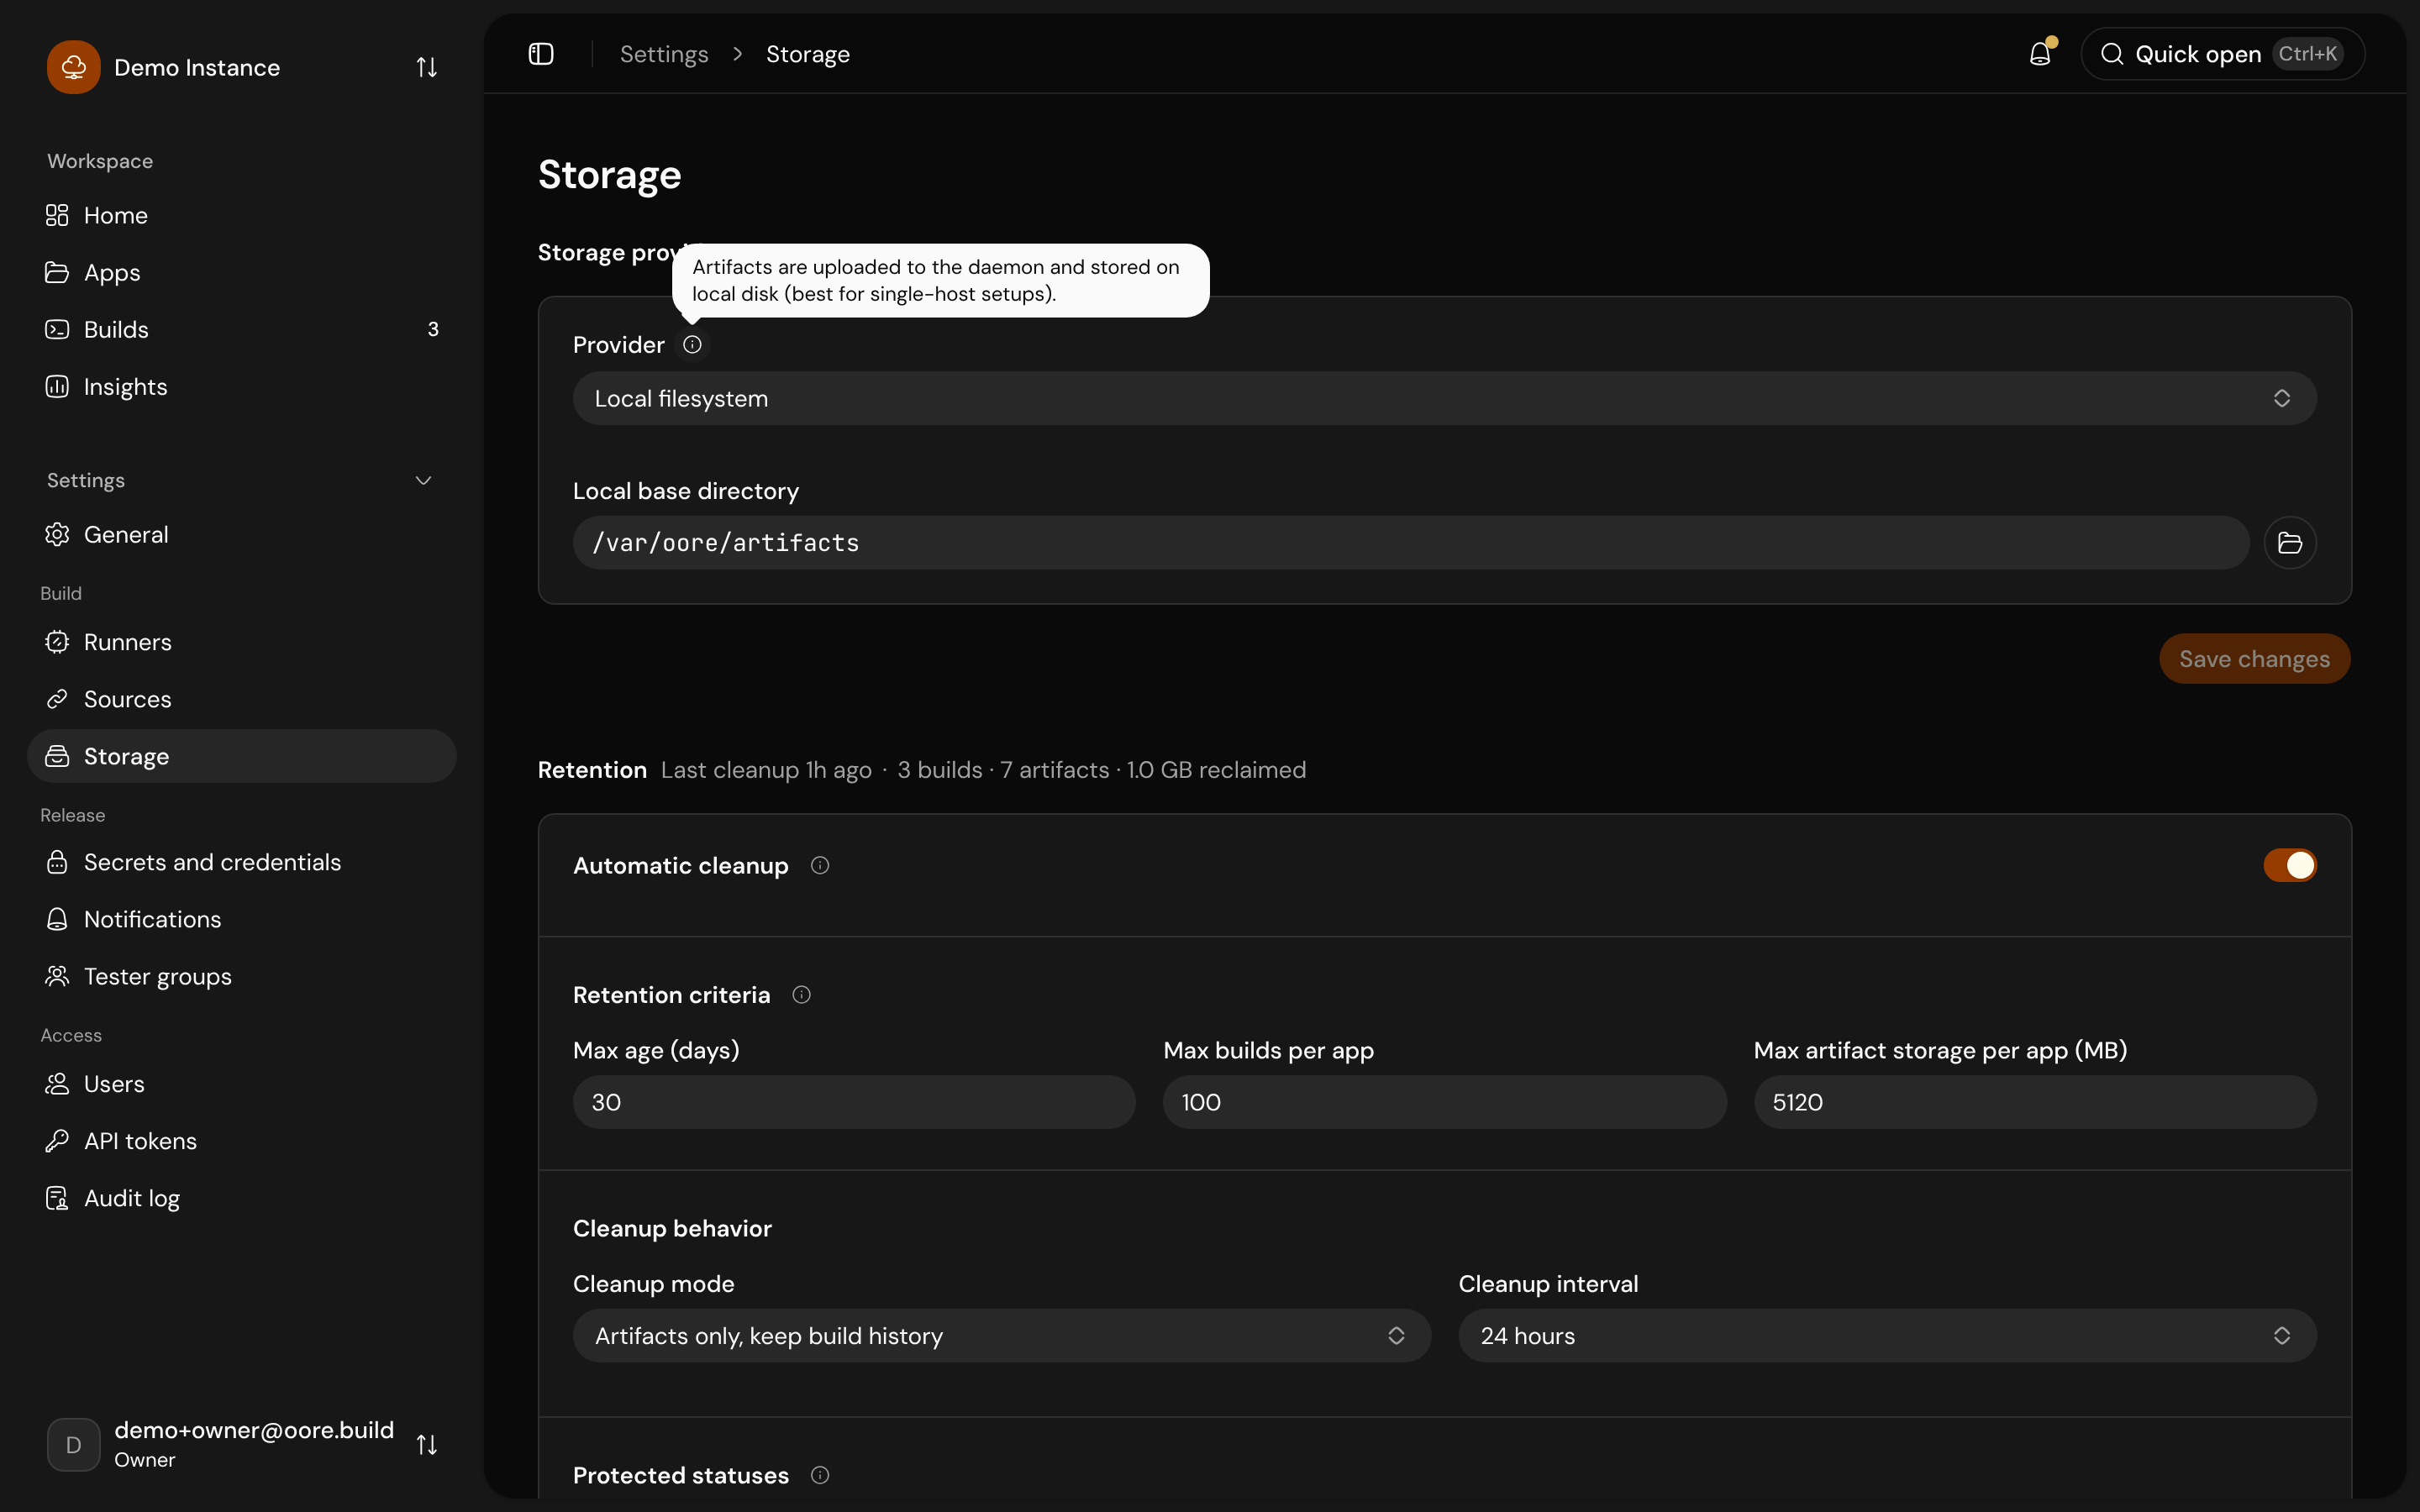 Demo Instance
Workspace
Home
Apps
Builds 3
Insights
Settings
General
Build
Runners
Sources
Storage
Release
Secrets and credentials
Notifications
Tester groups
Access
Users
API tokens
Audit log
D
demo+owner@oore.build
Owner
Settings > Storage
Quick open Ctrl+K
Storage
Storage
Artifacts are uploaded to the daemon and stored on
local disk (best for single-host setups).
Provider
Local filesystem
Local base directory
/var/oore/artifacts
Save changes
Retention Last cleanup 1h ago · 3 builds · 7 artifacts · 1.0 GB reclaimed
Automatic cleanup
Retention criteria
Max age (days) Max builds per app Max artifact storage per app (MB)
30 100 5120
Cleanup behavior
Cleanup mode Cleanup interval
Artifacts only, keep build history 24 hours
Protected statuses